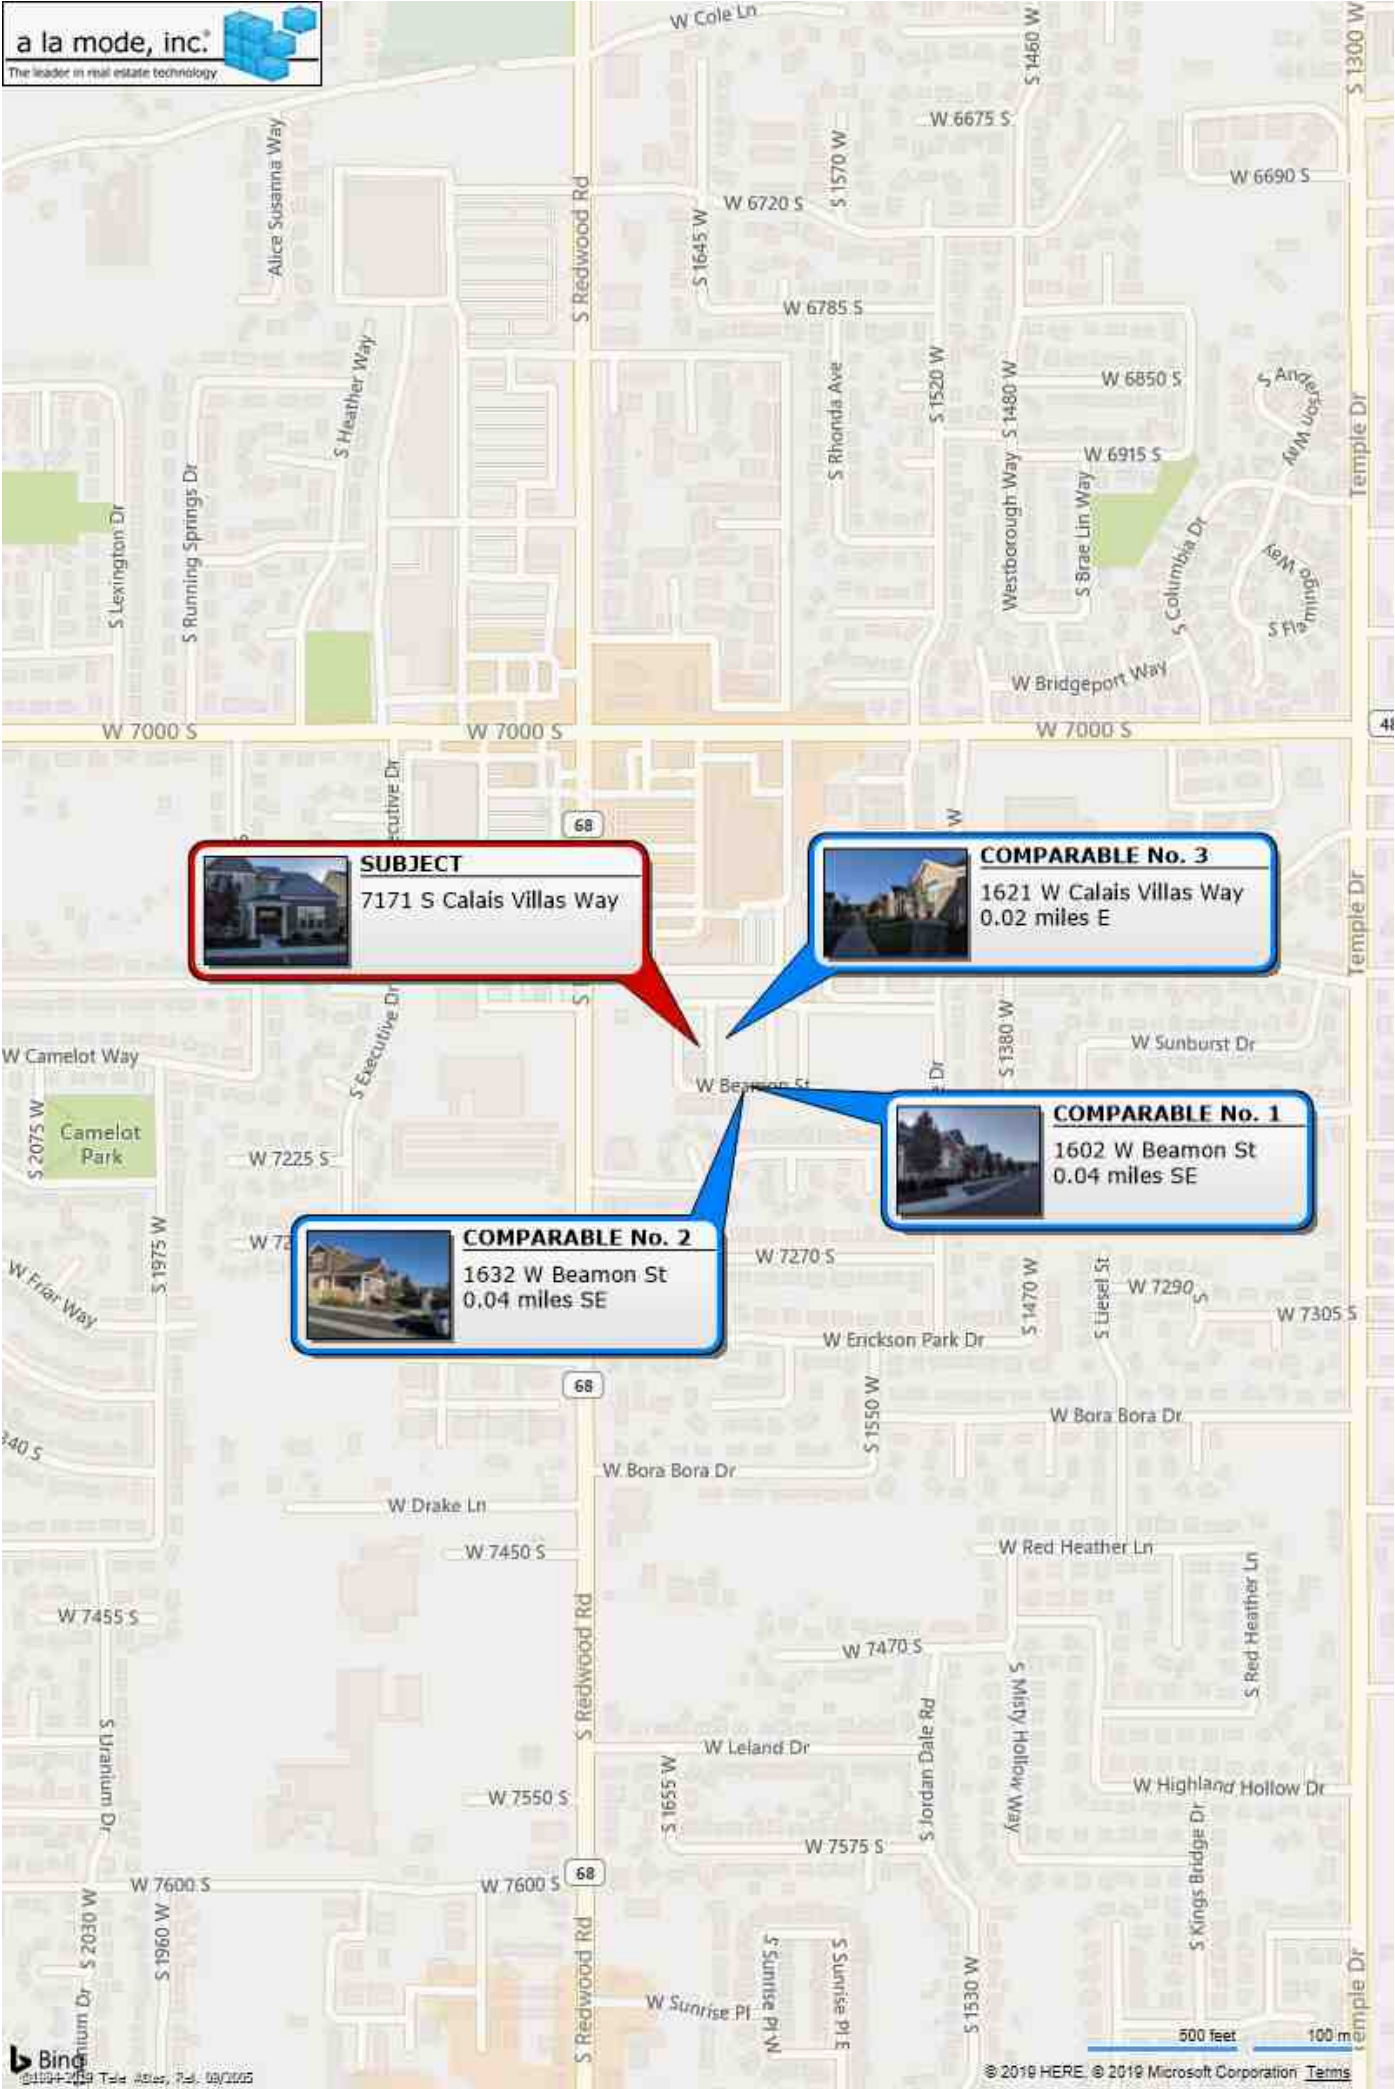 a la mode, inc.®
The leader in real estate technology
W Cole Ln
S 1460 W
S 1300 W
W 6675 S
Alice Susanna Way
S 1570 W
W 6690 S
S Redwood Rd
W 6720 S
S 1645 W
W 6785 S
S Heather Way
S Rhonda Ave
S 1520 W
S 1480 W
W 6850 S
S Anderson Way
Temple Dr
W 6915 S
S Lexington Dr
S Running Springs Dr
Westborough Way
S Brae Lin Way
S Columbia Dr
S Flamingo Way
W Bridgeport Way
W 7000 S
W 7000 S
W 7000 S
48
68
W
SUBJECT
7171 S Calais Villas Way
COMPARABLE No. 3
1621 W Calais Villas Way
0.02 miles E
Temple Dr
S Executive Dr
S 1380 W
W Camelot Way
W Sunburst Dr
W Beamon St
S 2075 W
Camelot
Park
W 7225 S
COMPARABLE No. 1
1602 W Beamon St
0.04 miles SE
S 1975 W
COMPARABLE No. 2
1632 W Beamon St
0.04 miles SE
W 7270 S
W Friar Way
S 1470 W
S Liesel St
W 7290 S
W 7305 S
W Erickson Park Dr
68
S 1550 W
W Bora Bora Dr
340 S
W Bora Bora Dr
W Drake Ln
W 7450 S
W Red Heather Ln
S Red Heather Ln
W 7455 S
S Redwood Rd
W 7470 S
S Misty Hollow Way
S Uranium Dr
S Jordan Dale Rd
W Leland Dr
S 1655 W
W Highland Hollow Dr
W 7550 S
W 7575 S
S Kings Bridge Dr
68
W 7600 S
W 7600 S
S 2030 W
S 1960 W
S Redwood Rd
S Sunrise Pl W
S Sunrise Pl E
S 1530 W
W Sunrise Pl
500 feet
100 m
Bing
© 2019 HERE, © 2019 Microsoft Corporation Terms